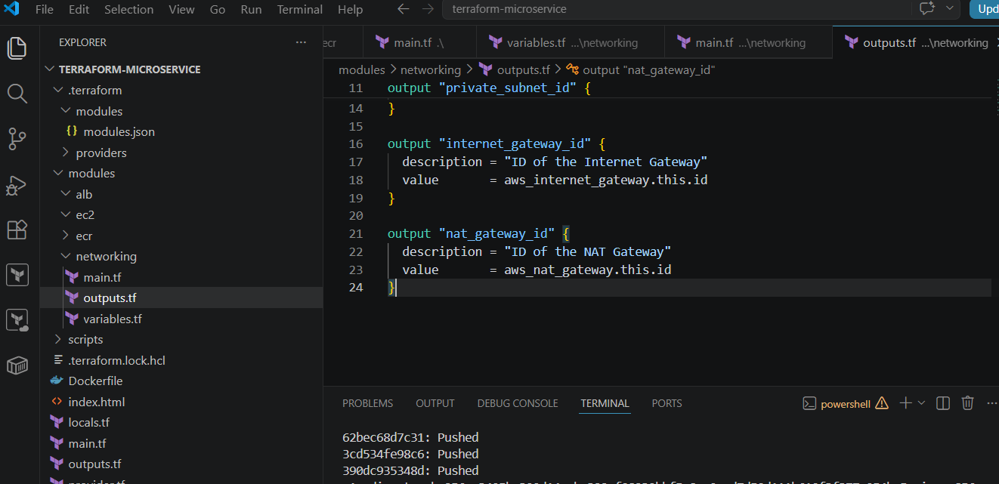 File Edit Selection View Go Run Terminal Help
terraform-microservice
Upd
EXPLORER
TERRAFORM-MICROSERVICE
.terraform
modules
{} modules.json
providers
modules
alb
ec2
ecr
networking
main.tf
outputs.tf
variables.tf
scripts
.terraform.lock.hcl
Dockerfile
<> index.html
locals.tf
main.tf
outputs.tf
provider.tf
ecr main.tf .\ variables.tf ...\networking main.tf ...\networking outputs.tf ...\networking
modules > networking > outputs.tf > output "nat_gateway_id"
11 output "private_subnet_id" {
14 }
15
16 output "internet_gateway_id" {
17 description = "ID of the Internet Gateway"
18 value = aws_internet_gateway.this.id
19 }
20
21 output "nat_gateway_id" {
22 description = "ID of the NAT Gateway"
23 value = aws_nat_gateway.this.id
24 }
PROBLEMS OUTPUT DEBUG CONSOLE TERMINAL PORTS
powershell
62bec68d7c31: Pushed
3cd534fe98c6: Pushed
390dc935348d: Pushed